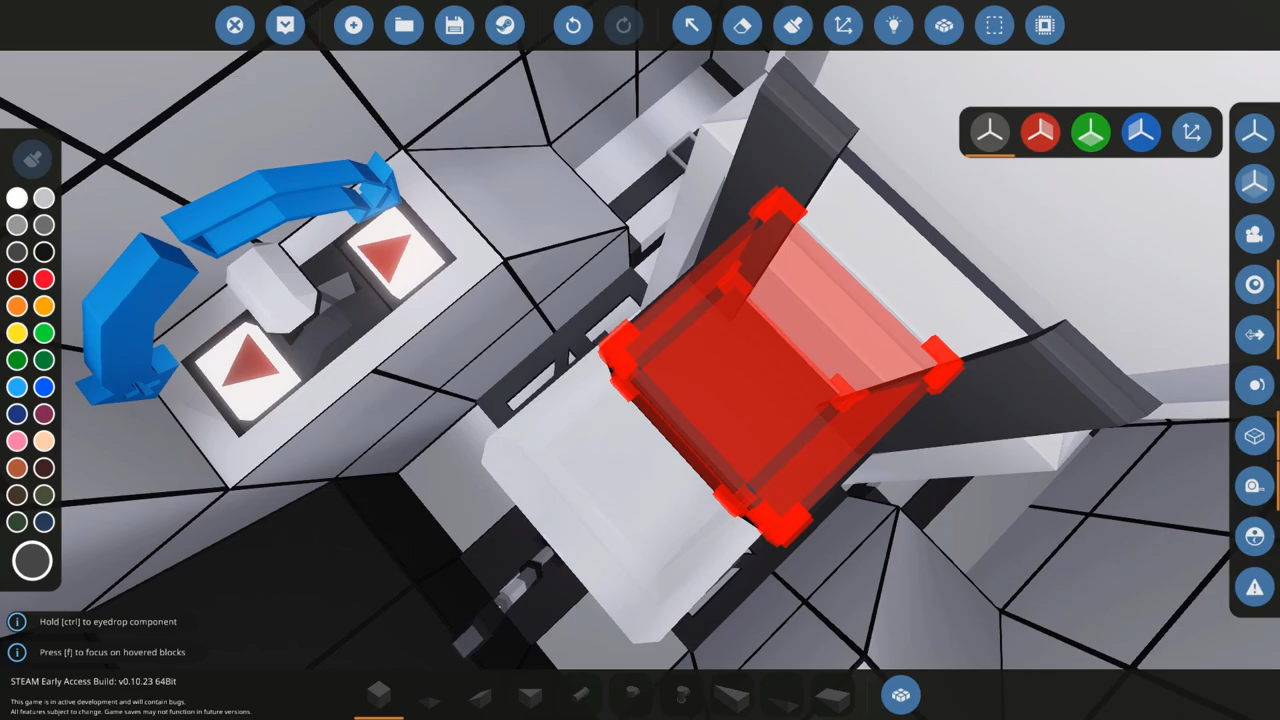 Hold [ctrl] to eyedrop component
Press [f] to focus on hovered blocks
STEAM Early Access Build: v0.10.23 64Bit
This game is in active development and will contain bugs.
All features subject to change. Game saves may not function in future versions.